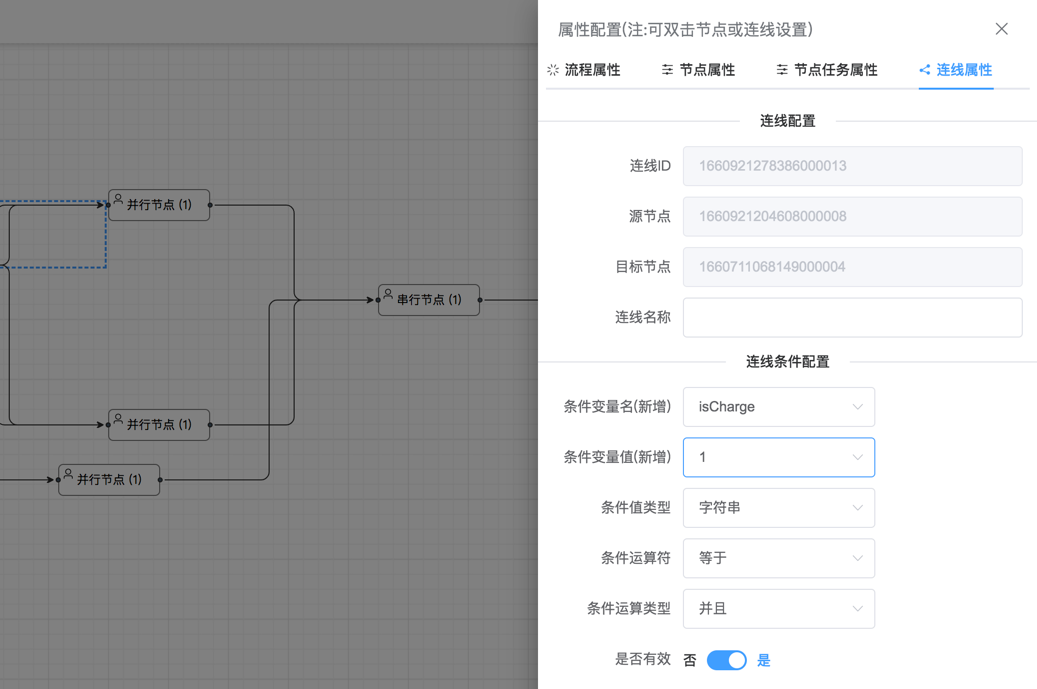 属性配置(注:可双击节点或连线设置)
流程属性 节点属性 节点任务属性 连线属性
连线配置
连线ID 1660921278386000013
源节点 1660921204608000008
目标节点 1660711068149000004
连线名称
连线条件配置
条件变量名(新增) isCharge
条件变量值(新增) 1
条件值类型 字符串
条件运算符 等于
条件运算类型 并且
是否有效 否 是
并行节点 (1)
串行节点 (1)
并行节点 (1)
并行节点 (1)